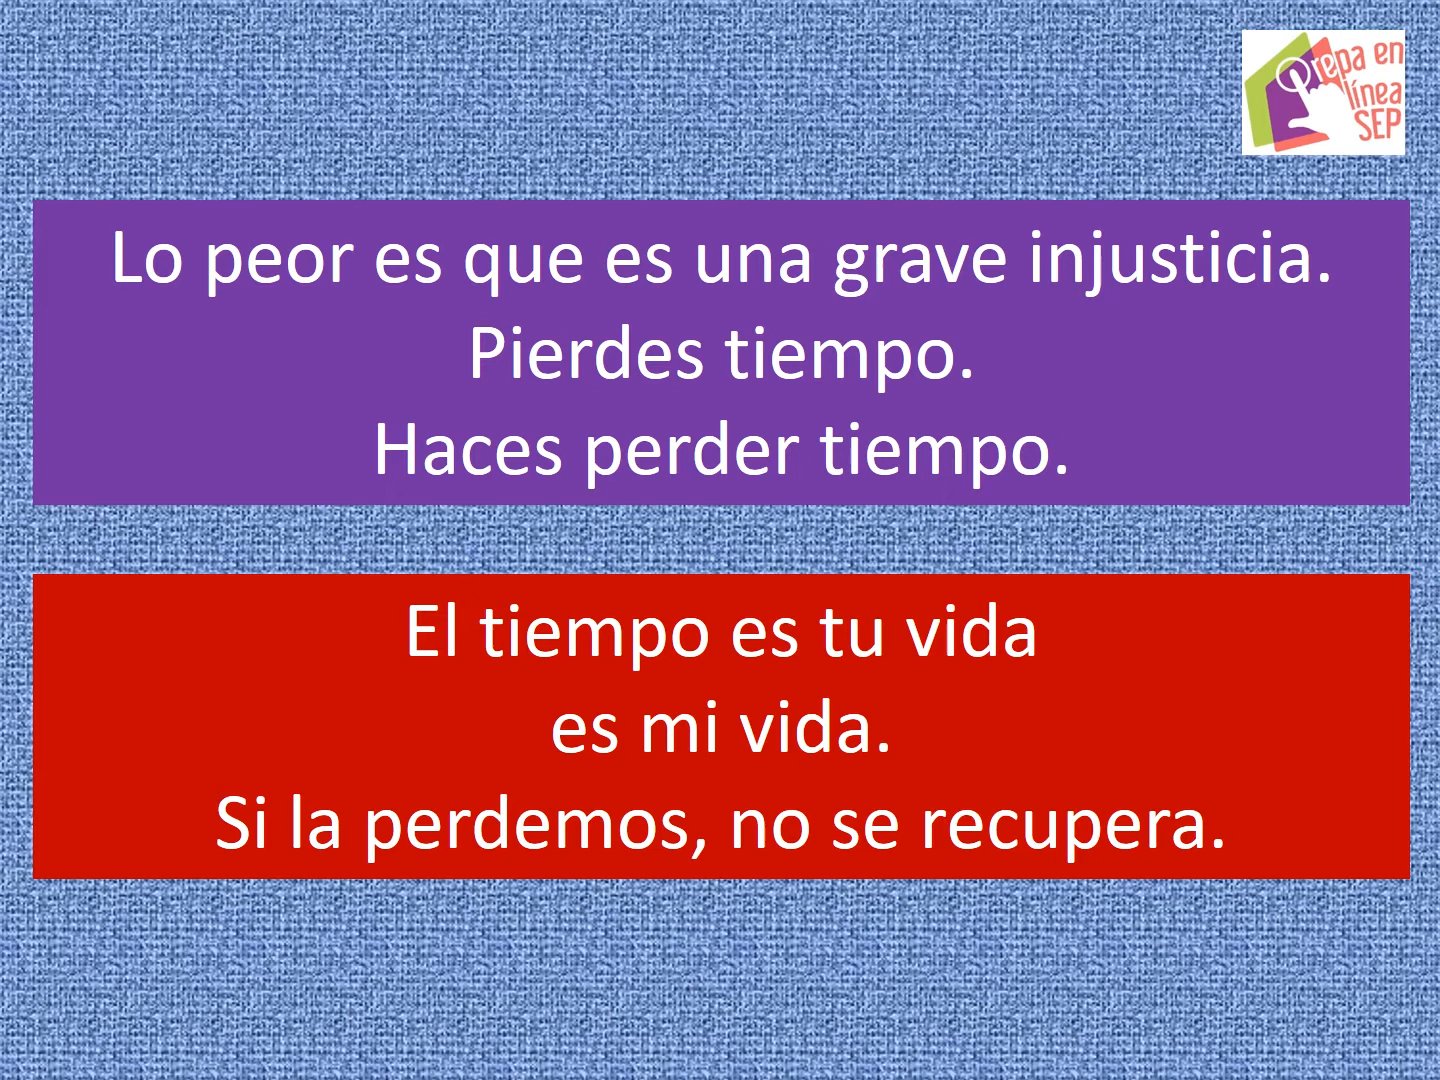 Prepa en
línea
SEP
Lo peor es que es una grave injusticia.
Pierdes tiempo.
Haces perder tiempo.
El tiempo es tu vida
es mi vida.
Si la perdemos, no se recupera.